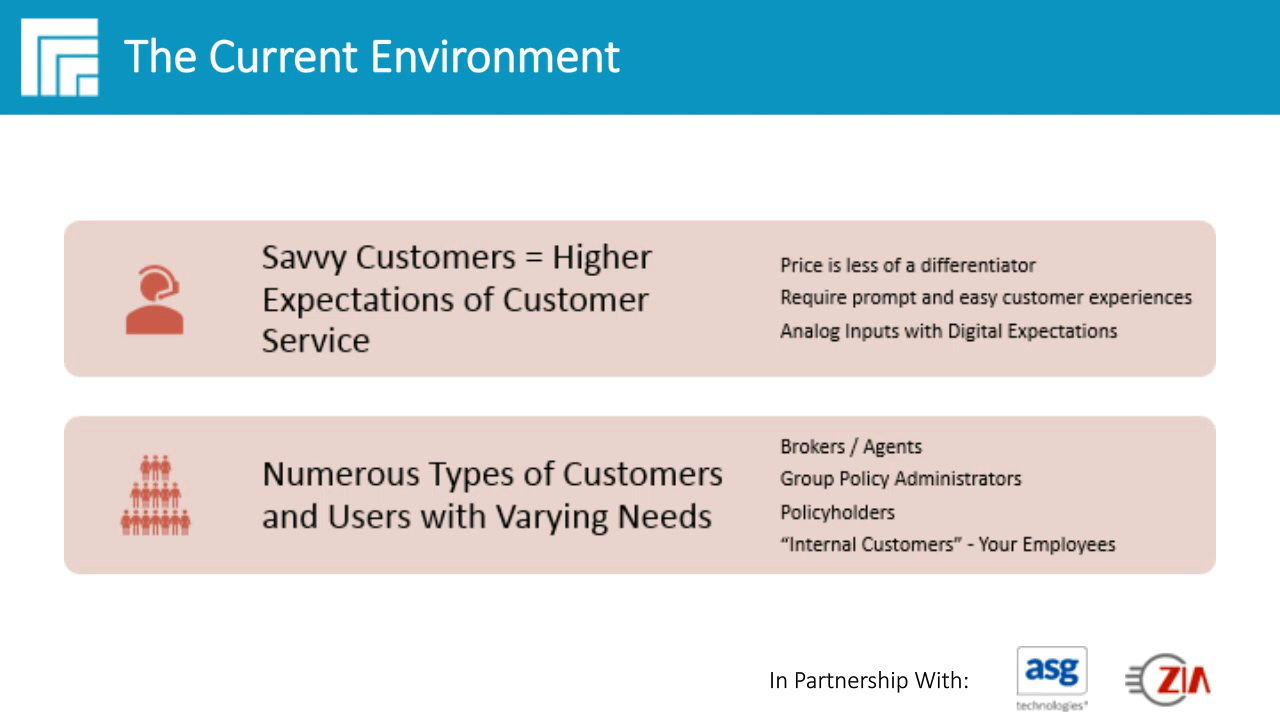 The Current Environment
Savvy Customers = Higher
Expectations of Customer
Service
Price is less of a differentiator
Require prompt and easy customer experiences
Analog Inputs with Digital Expectations
Numerous Types of Customers
and Users with Varying Needs
Brokers / Agents
Group Policy Administrators
Policyholders
“Internal Customers” - Your Employees
In Partnership With:
asg
technologies®
ZIA